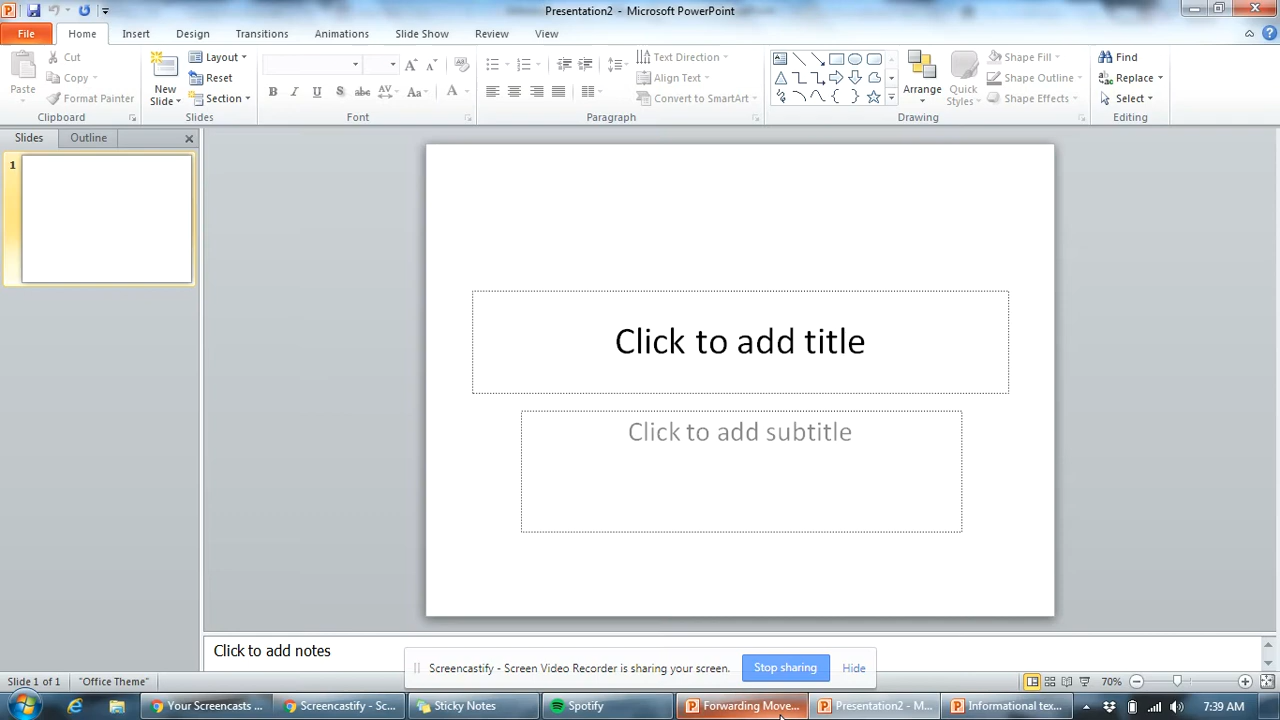 Presentation2 - Microsoft PowerPoint
File Home Insert Design Transitions Animations Slide Show Review View
Paste
Cut
Copy
Format Painter
Clipboard
New Slide
Layout
Reset
Section
Slides
B I U S abc AV Aa A
Font
Text Direction
Align Text
Convert to SmartArt
Paragraph
Arrange
Quick Styles
Shape Fill
Shape Outline
Shape Effects
Drawing
Find
Replace
Select
Editing
Slides Outline
1
Click to add title
Click to add subtitle
Click to add notes
Screencastify - Screen Video Recorder is sharing your screen. Stop sharing Hide
Slide 1 of 1 "Office Theme" 70%
Your Screencasts ... Screencastify - Scr... Sticky Notes Spotify Forwarding Move... Presentation2 - M... Informational tex... 7:39 AM